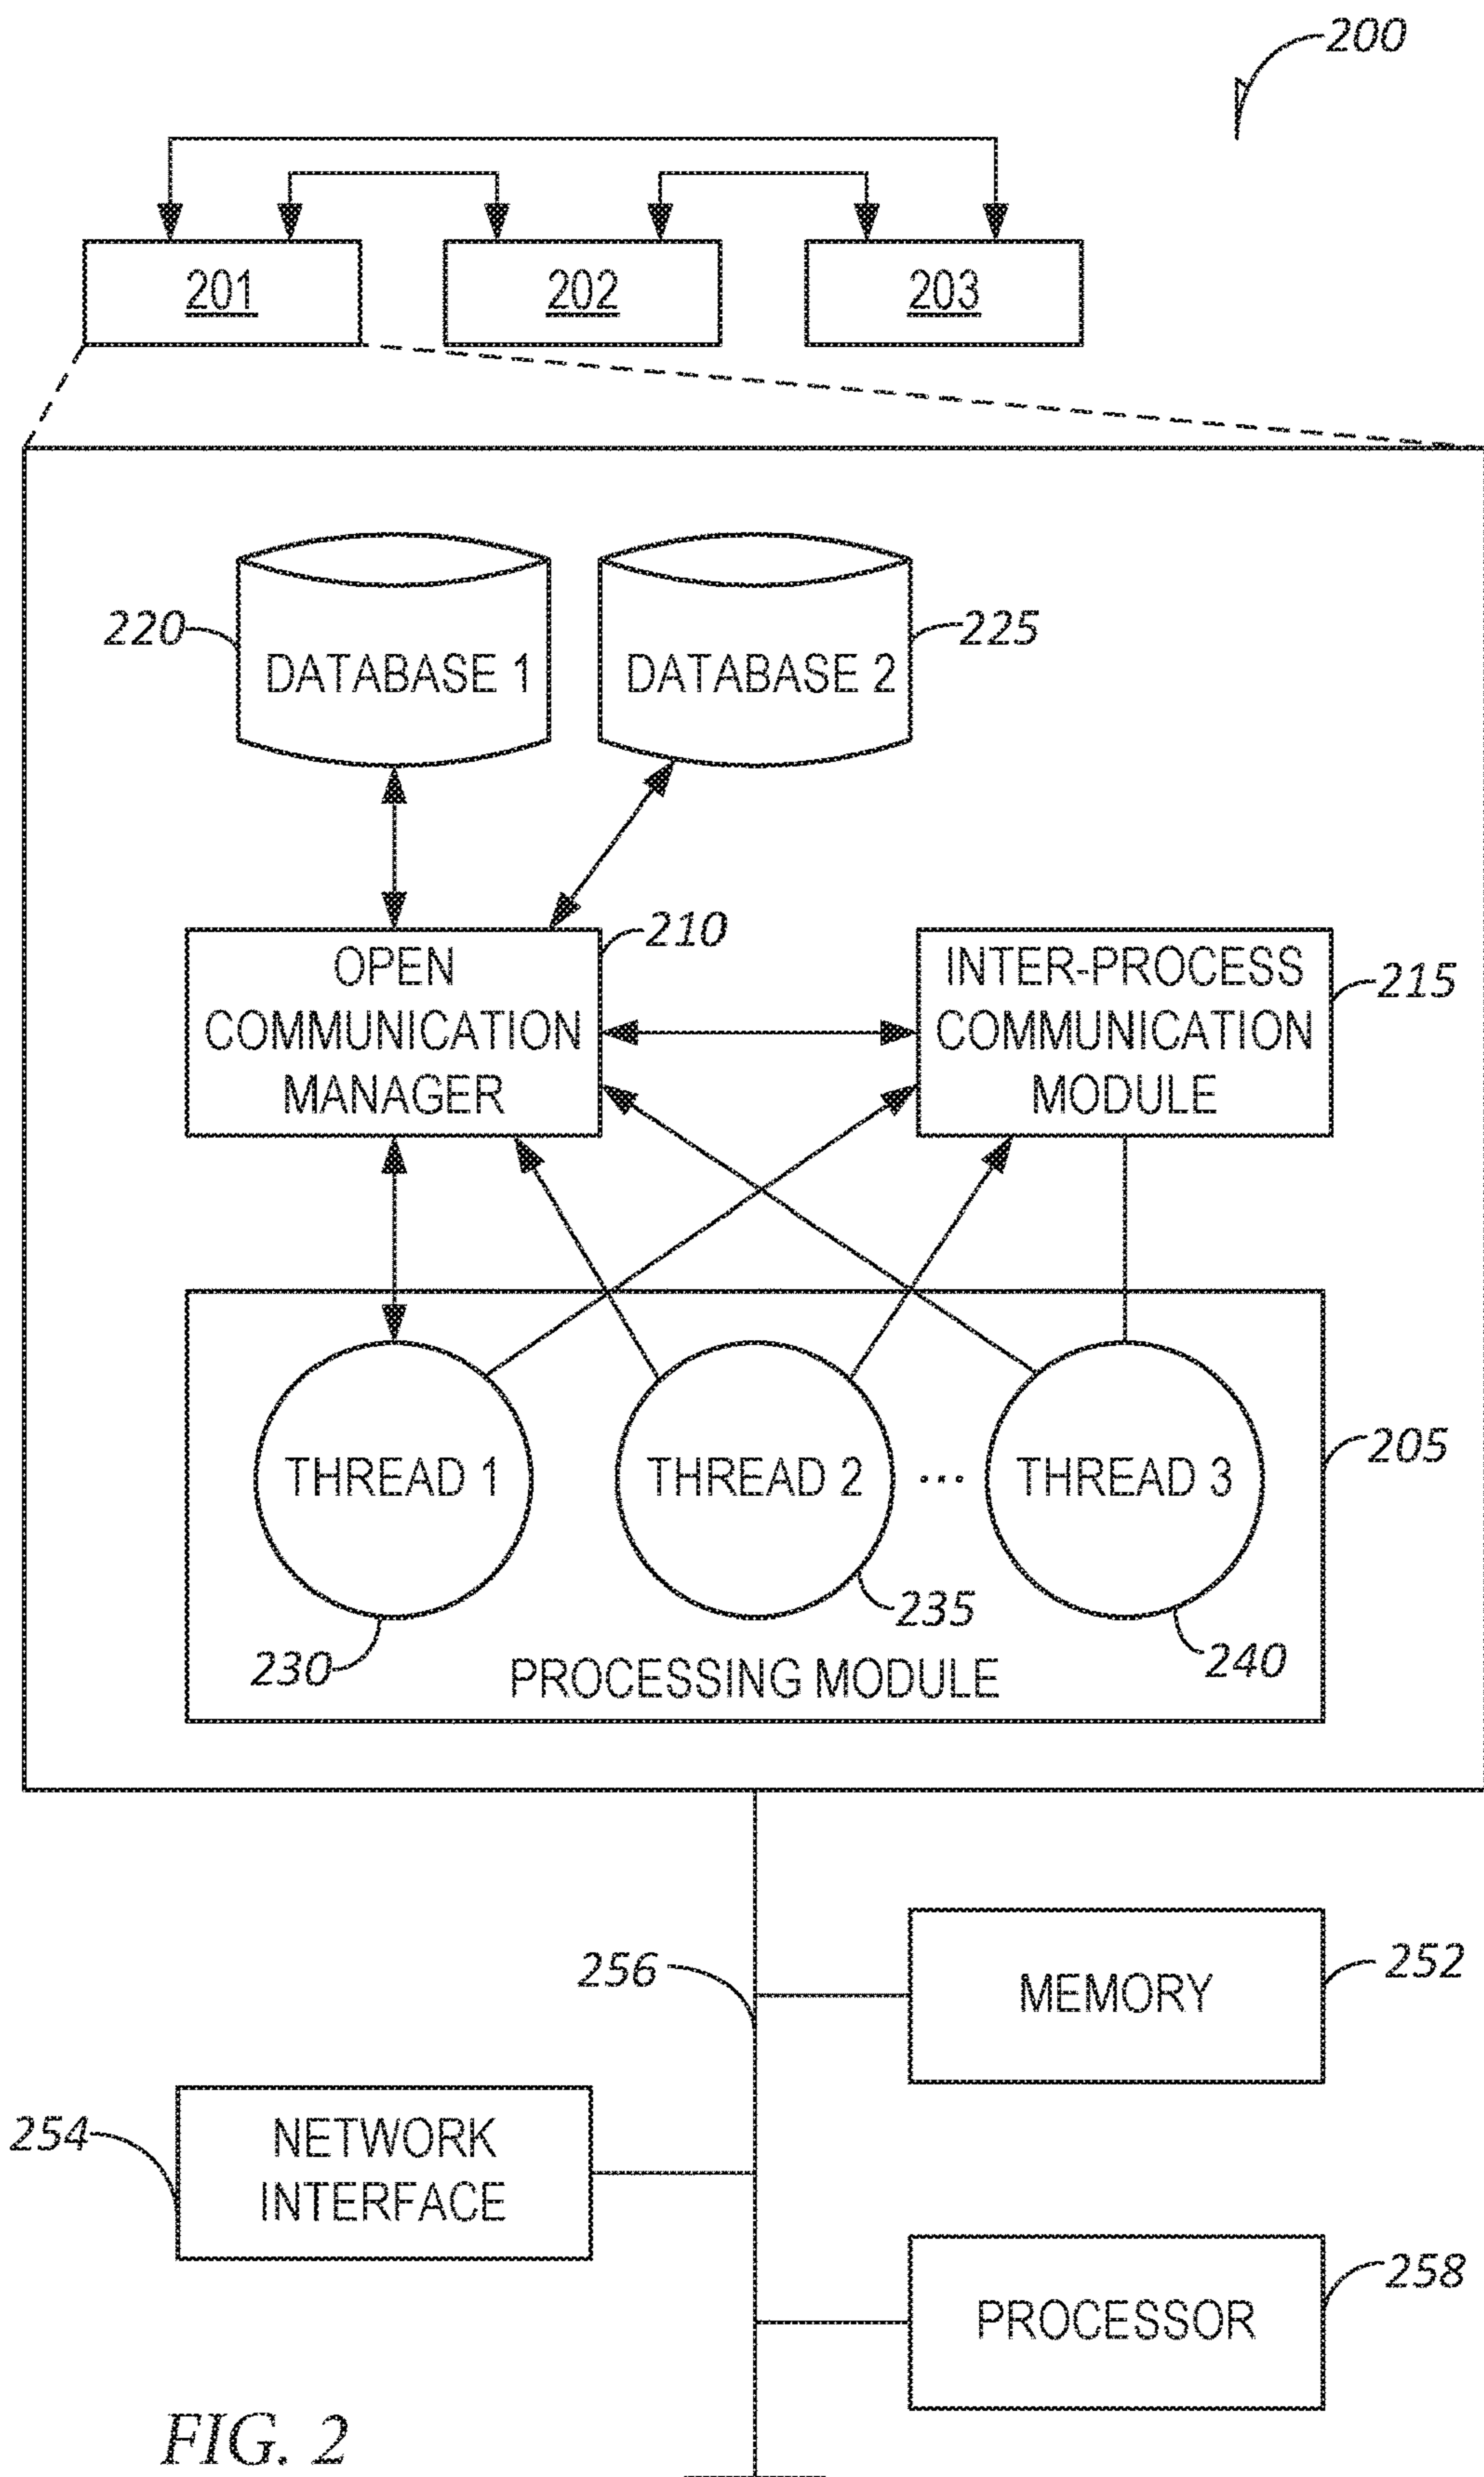 200
201
202
203
220
DATABASE 1
DATABASE 2
225
OPEN
COMMUNICATION
MANAGER
210
INTER-PROCESS
COMMUNICATION
MODULE
215
THREAD 1
THREAD 2
...
THREAD 3
205
230
235
240
PROCESSING MODULE
256
MEMORY
252
254
NETWORK
INTERFACE
PROCESSOR
258
FIG. 2